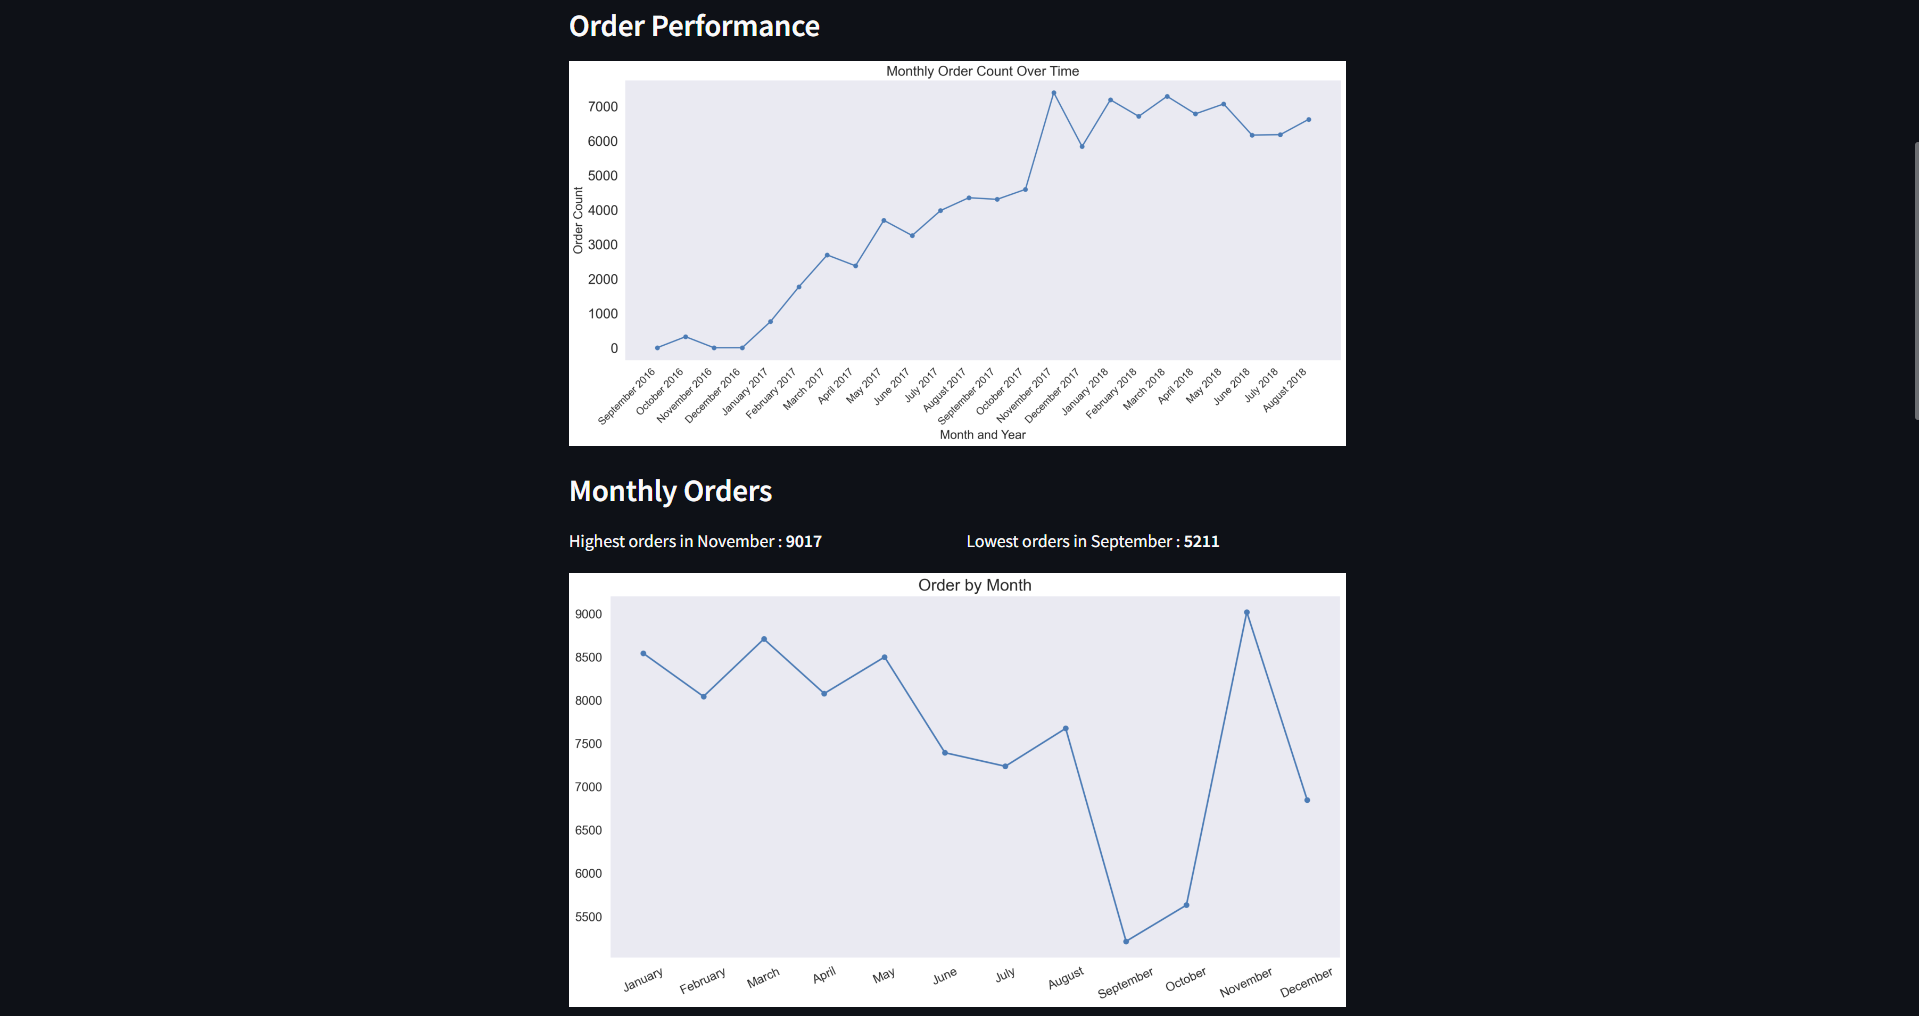 Order Performance
Monthly Order Count Over Time
7000
6000
5000
4000
3000
2000
1000
0
Order Count
September 2016
October 2016
November 2016
December 2016
January 2017
February 2017
March 2017
April 2017
May 2017
June 2017
July 2017
August 2017
September 2017
October 2017
November 2017
December 2017
January 2018
February 2018
March 2018
April 2018
May 2018
June 2018
July 2018
August 2018
Month and Year
Monthly Orders
Highest orders in November : 9017
Lowest orders in September : 5211
Order by Month
9000
8500
8000
7500
7000
6500
6000
5500
January
February
March
April
May
June
July
August
September
October
November
December